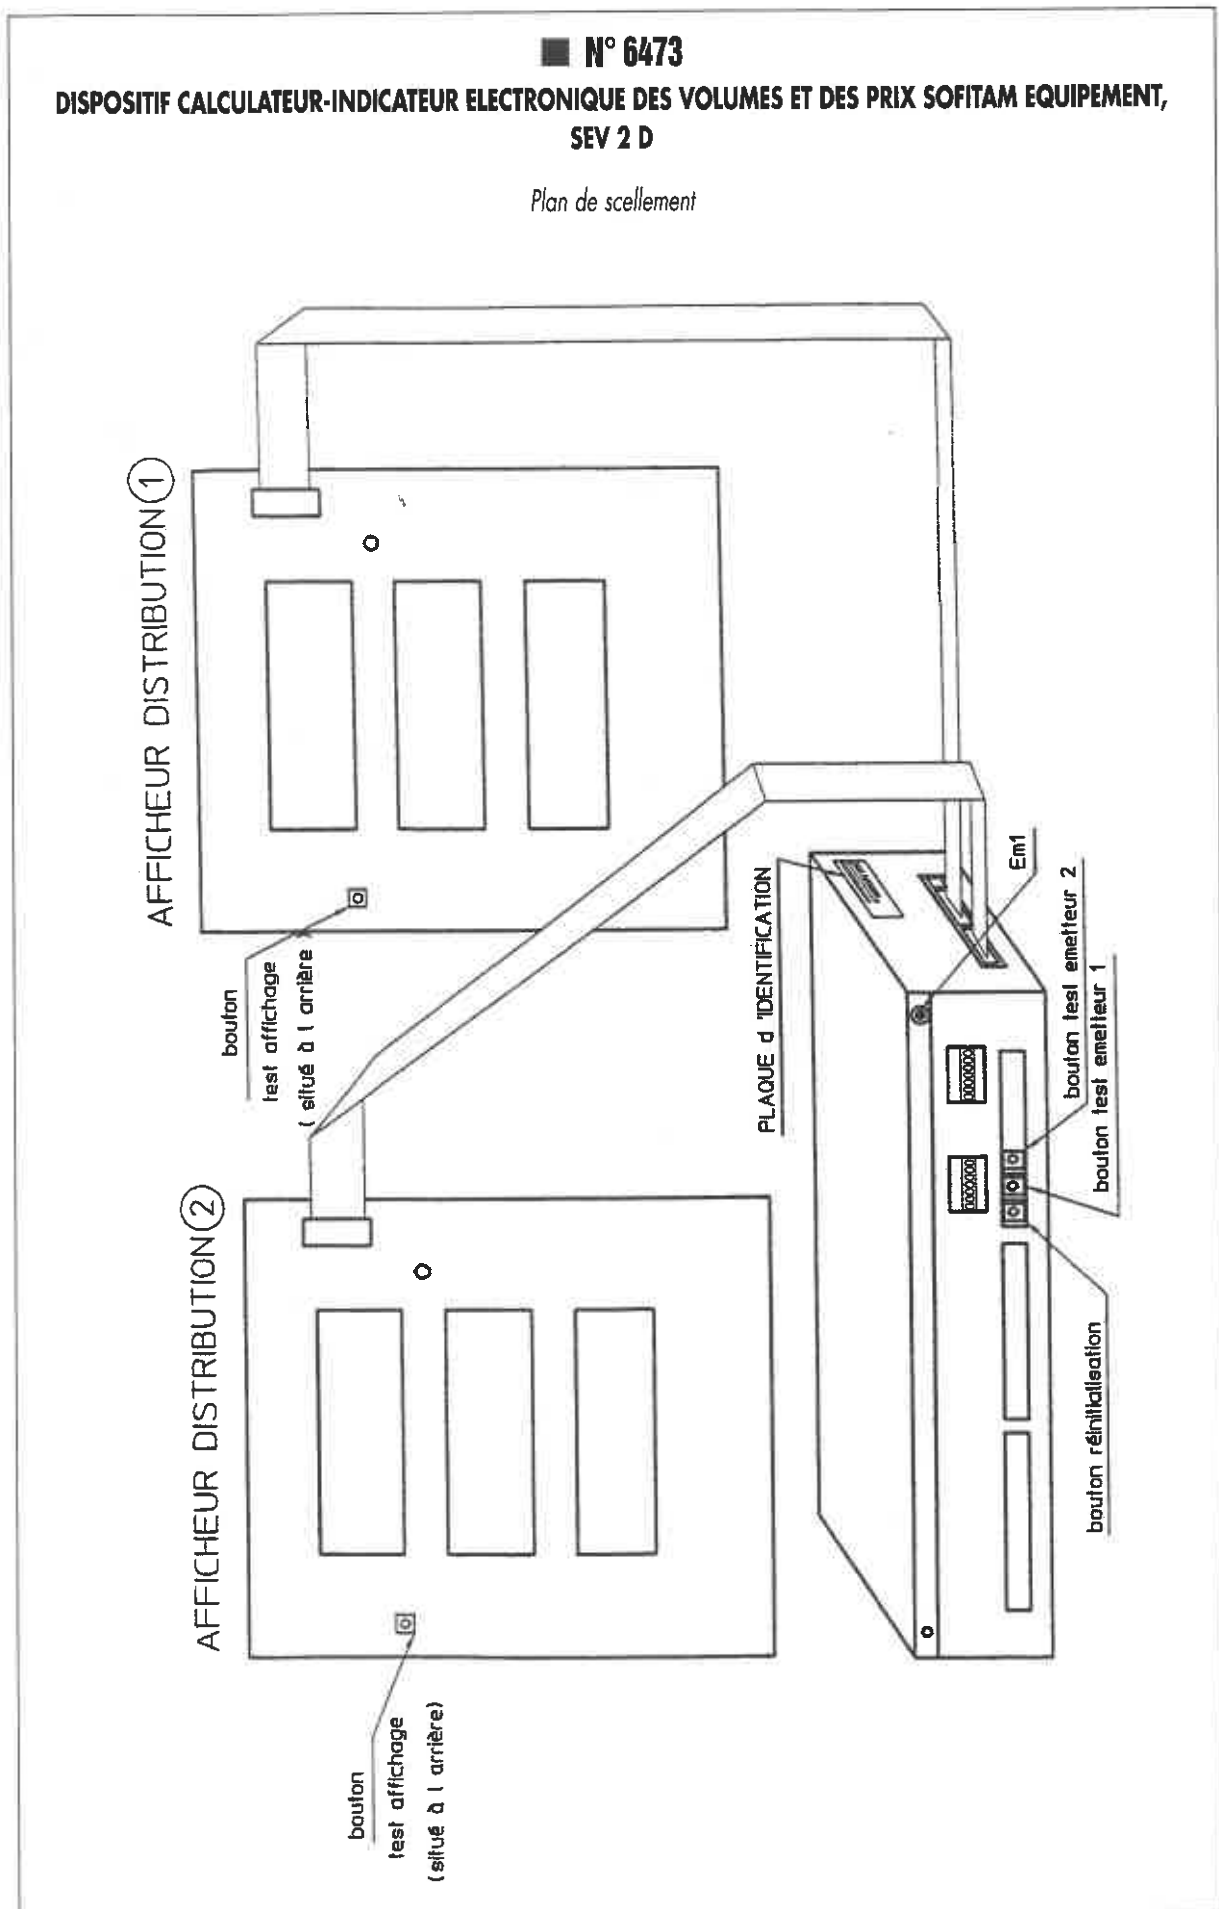 ■ N° 6473
DISPOSITIF CALCULATEUR-INDICATEUR ELECTRONIQUE DES VOLUMES ET DES PRIX SOFITAM EQUIPEMENT,
SEV 2 D
Plan de scellement
AFFICHEUR DISTRIBUTION 1
bouton
test affichage
( situé à l arrière )
AFFICHEUR DISTRIBUTION 2
bouton
test affichage
(situé à l arrière)
PLAQUE d 'IDENTIFICATION
Em1
bouton test emetteur 2
bouton test emetteur 1
bouton réinitialisation